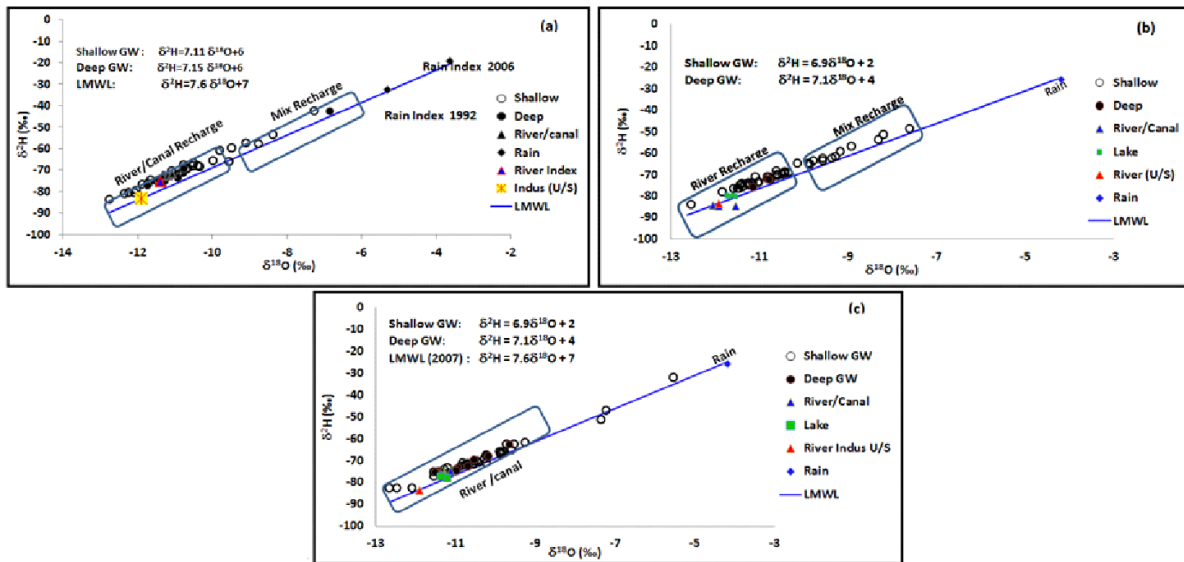 (a)
Shallow GW : δ²H=7.11 δ¹⁸O+6
Deep GW: δ²H=7.15 δ¹⁸O+6
LMWL: δ²H=7.6 δ¹⁸O+7
Rain Index 2006
Rain Index 1992
Mix Recharge
River/Canal Recharge
Shallow
Deep
River/canal
Rain
River Index
Indus (U/S)
LMWL
0
-10
-20
-30
-40
-50
-60
-70
-80
-90
-100
δ²H (‰)
-14 -12 -10 -8 -6 -4 -2
δ¹⁸O (‰)
(b)
Shallow GW: δ²H = 6.9δ¹⁸O + 2
Deep GW: δ²H = 7.1δ¹⁸O + 4
Rain
Mix Recharge
River Recharge
Shallow
Deep
River/Canal
Lake
River (U/S)
Rain
LMWL
0
-20
-40
-60
-80
-100
δ²H (‰)
-13 -11 -9 -7 -5 -3
δ¹⁸O (‰)
(c)
Shallow GW: δ²H = 6.9δ¹⁸O + 2
Deep GW: δ²H = 7.1δ¹⁸O + 4
LMWL (2007) : δ²H = 7.6δ¹⁸O + 7
Rain
River /canal
Shallow GW
Deep GW
River/Canal
Lake
River Indus U/S
Rain
LMWL
0
-10
-20
-30
-40
-50
-60
-70
-80
-90
-100
δ²H (‰)
-13 -11 -9 -7 -5 -3
δ¹⁸O (‰)